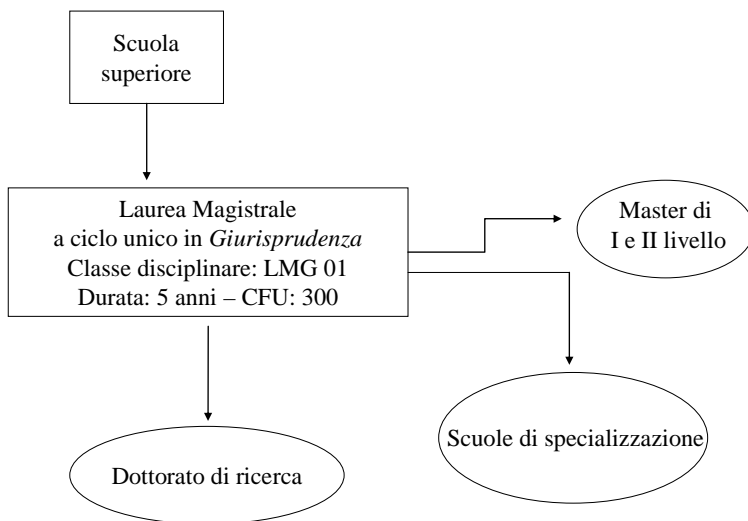 Scuola
superiore
Laurea Magistrale
a ciclo unico in Giurisprudenza
Classe disciplinare: LMG 01
Durata: 5 anni – CFU: 300
Master di
I e II livello
Scuole di specializzazione
Dottorato di ricerca